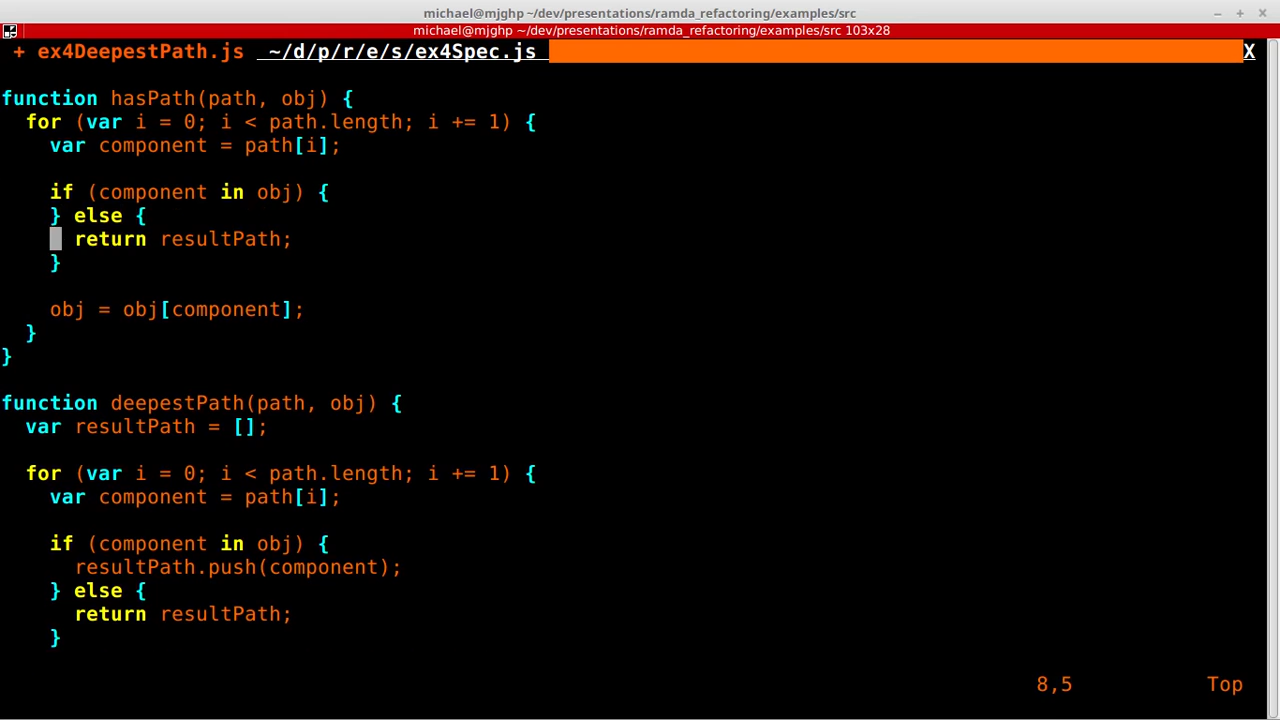 michael@mjghp ~/dev/presentations/ramda_refactoring/examples/src
michael@mjghp ~/dev/presentations/ramda_refactoring/examples/src 103x28
+ ex4DeepestPath.js  ~/d/p/r/e/s/ex4Spec.js X
function hasPath(path, obj) {
  for (var i = 0; i < path.length; i += 1) {
    var component = path[i];
    if (component in obj) {
    } else {
      return resultPath;
    }
    obj = obj[component];
  }
}
function deepestPath(path, obj) {
  var resultPath = [];
  for (var i = 0; i < path.length; i += 1) {
    var component = path[i];
    if (component in obj) {
      resultPath.push(component);
    } else {
      return resultPath;
    }
8,5 Top